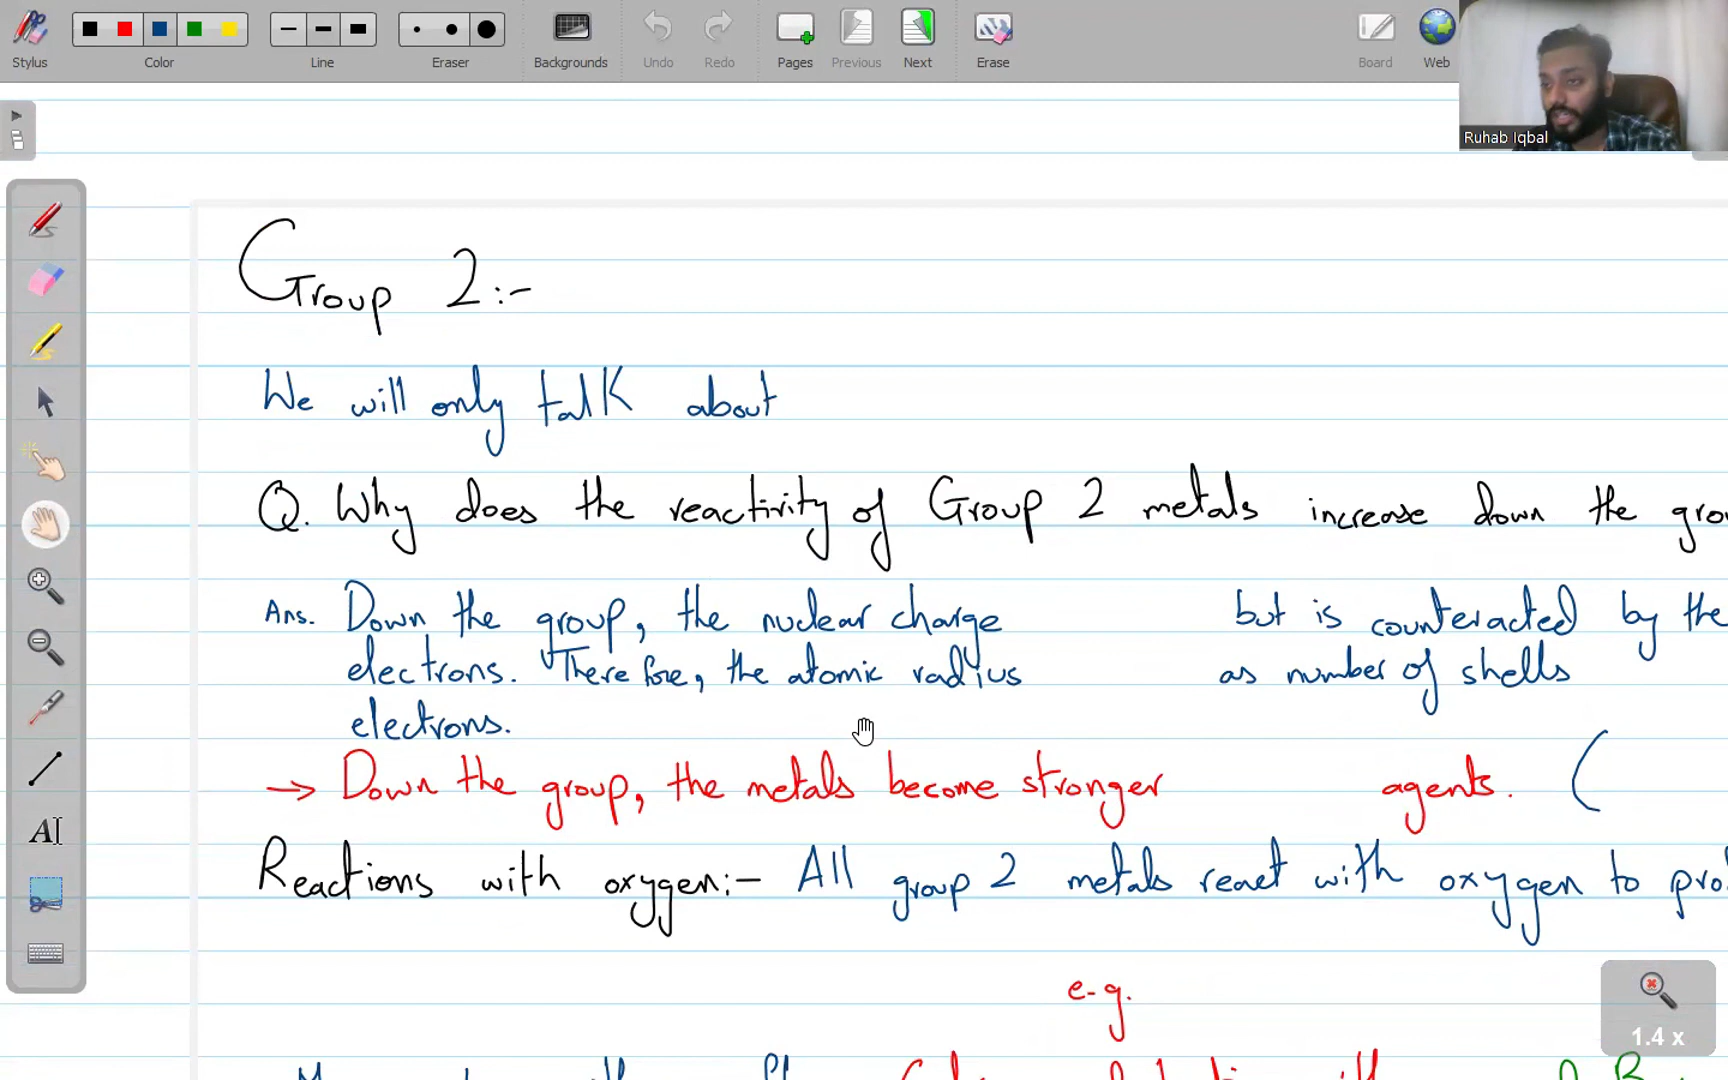 Stylus Color Line Eraser Backgrounds Undo Redo Pages Previous Next Erase Board Web
Ruhab Iqbal
Group 2:-
We will only talk about
Q. Why does the reactivity of Group 2 metals increase down the grou
Ans. Down the group, the nuclear charge but is counteracted by the
electrons. Therefore, the atomic radius as number of shells
electrons.
→ Down the group, the metals become stronger agents. (
Reactions with oxygen:- All group 2 metals react with oxygen to pro
e-g.
1.4 x